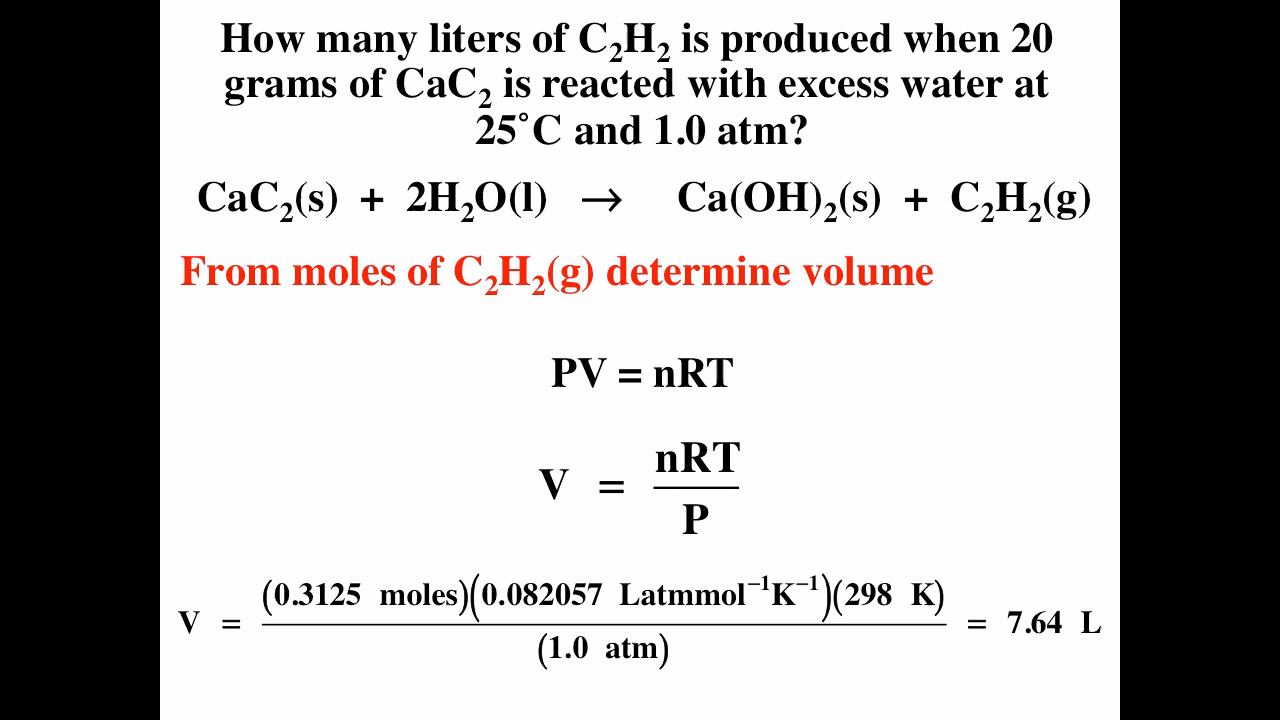 How many liters of C₂H₂ is produced when 20
grams of CaC₂ is reacted with excess water at
25˚C and 1.0 atm?
CaC₂(s) + 2H₂O(l) → Ca(OH)₂(s) + C₂H₂(g)
From moles of C₂H₂(g) determine volume
PV = nRT
V = nRT / P
V = (0.3125 moles)(0.082057 Latmmol⁻¹K⁻¹)(298 K) / (1.0 atm) = 7.64 L